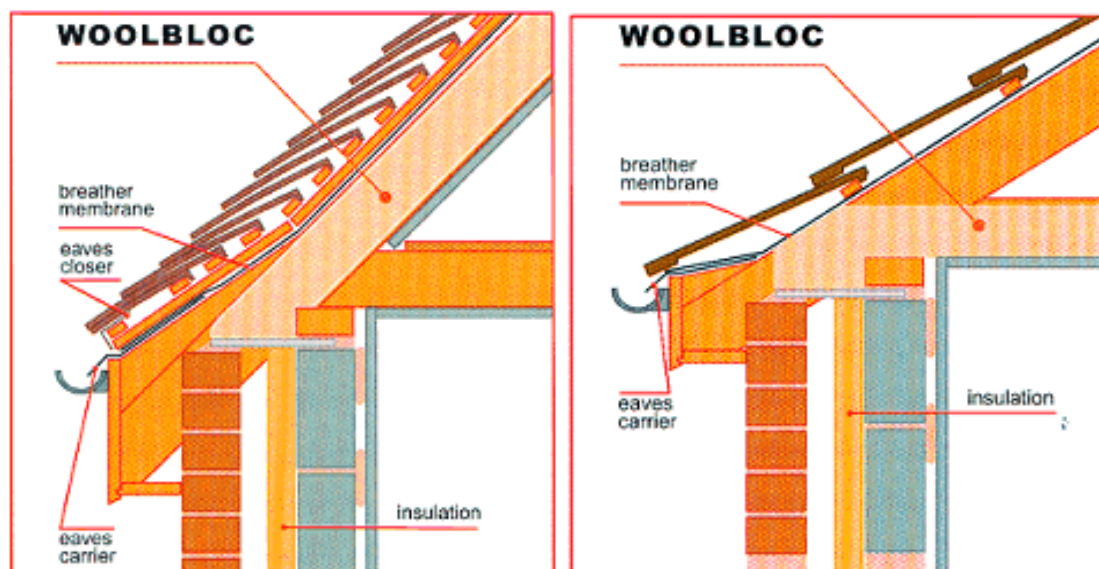 WOOLBLOC
breather
membrane
eaves
closer
insulation
eaves
carrier
WOOLBLOC
breather
membrane
eaves
carrier
insulation